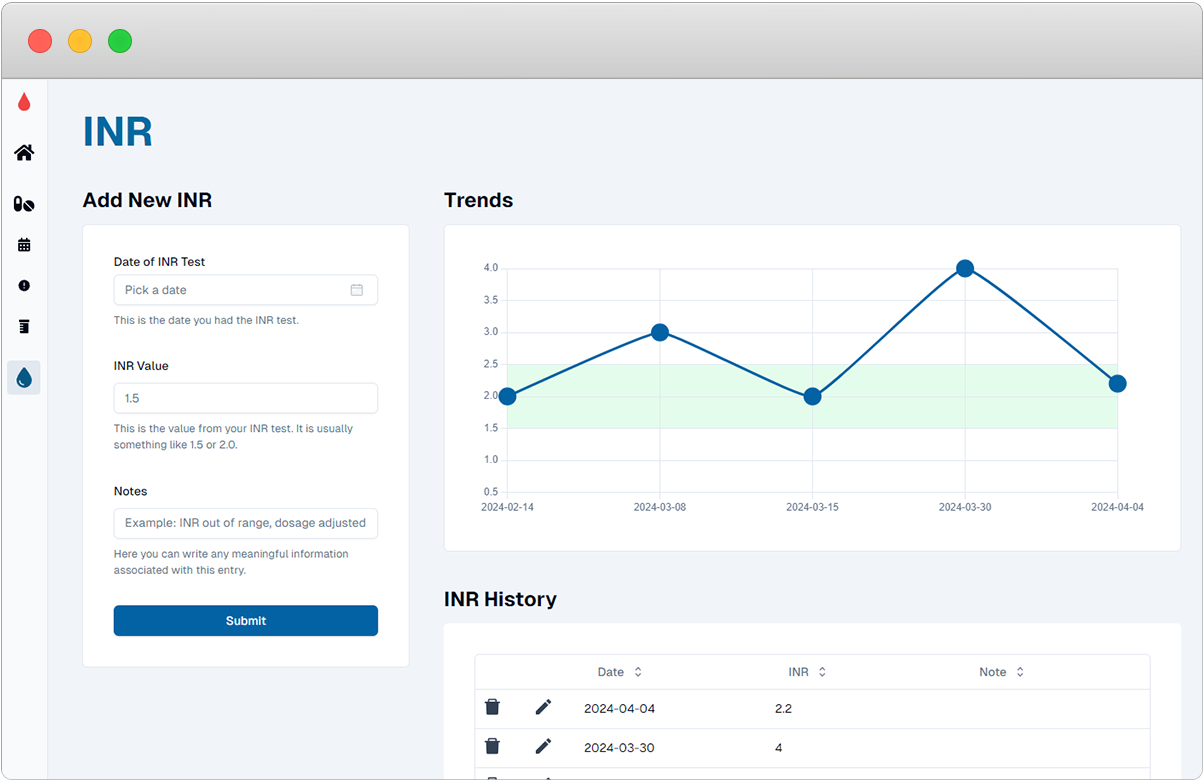 INR
Add New INR
Date of INR Test
Pick a date
This is the date you had the INR test.
INR Value
1.5
This is the value from your INR test. It is usually
something like 1.5 or 2.0.
Notes
Example: INR out of range, dosage adjusted
Here you can write any meaningful information
associated with this entry.
Submit
Trends
4.0
3.5
3.0
2.5
2.0
1.5
1.0
0.5
2024-02-14 2024-03-08 2024-03-15 2024-03-30 2024-04-04
INR History
Date INR Note
2024-04-04 2.2
2024-03-30 4